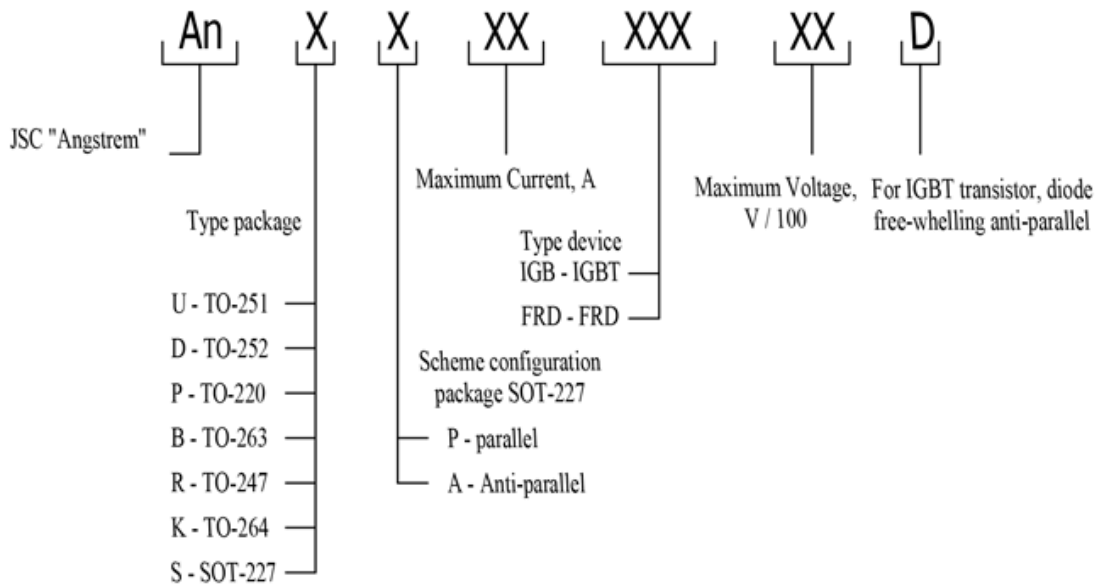 An X X XX XXX XX D
JSC "Angstrem"
Type package
U - TO-251
D - TO-252
P - TO-220
B - TO-263
R - TO-247
K - TO-264
S - SOT-227
Scheme configuration
package SOT-227
P - parallel
A - Anti-parallel
Maximum Current, A
Type device
IGB - IGBT
FRD - FRD
Maximum Voltage,
V / 100
For IGBT transistor, diode
free-whelling anti-parallel